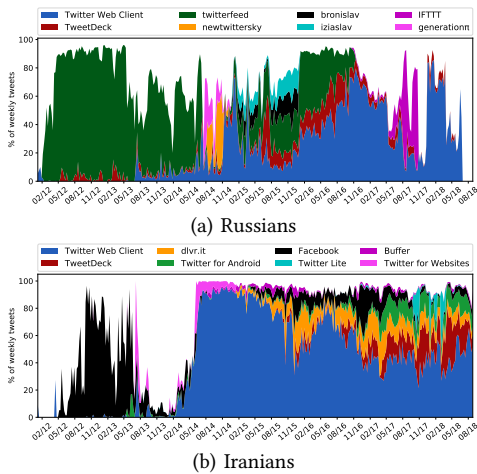 Twitter Web Client twitterfeed bronislav IFTTT
TweetDeck newtwittersky iziaslav generationπ
100
80
60
40
20
0
% of weekly tweets
02/12 05/12 08/12 11/12 02/13 05/13 08/13 11/13 02/14 05/14 08/14 11/14 02/15 05/15 08/15 11/15 02/16 05/16 08/16 11/16 02/17 05/17 08/17 11/17 02/18 05/18 08/18
(a) Russians
Twitter Web Client dlvr.it Facebook Buffer
TweetDeck Twitter for Android Twitter Lite Twitter for Websites
100
80
60
40
20
0
% of weekly tweets
02/12 05/12 08/12 11/12 02/13 05/13 08/13 11/13 02/14 05/14 08/14 11/14 02/15 05/15 08/15 11/15 02/16 05/16 08/16 11/16 02/17 05/17 08/17 11/17 02/18 05/18 08/18
(b) Iranians